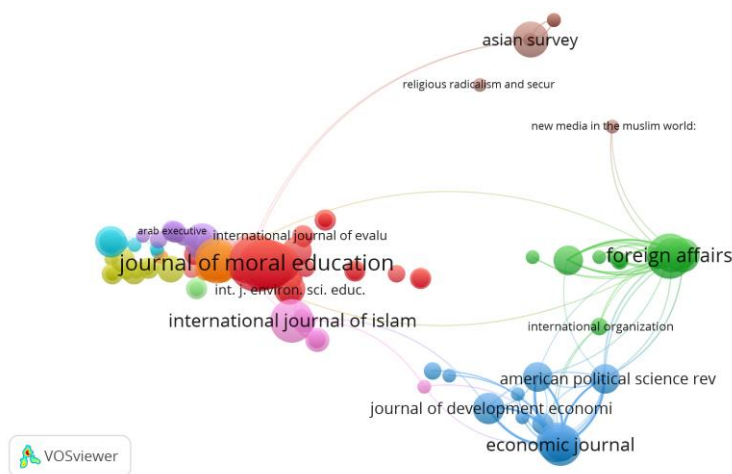 asian survey
religious radicalism and secur
new media in the muslim world:
arab executive
international journal of evalu
journal of moral education
foreign affairs
int. j. environ. sci. educ.
international journal of islam
international organization
american political science rev
journal of development economi
economic journal
VOSviewer